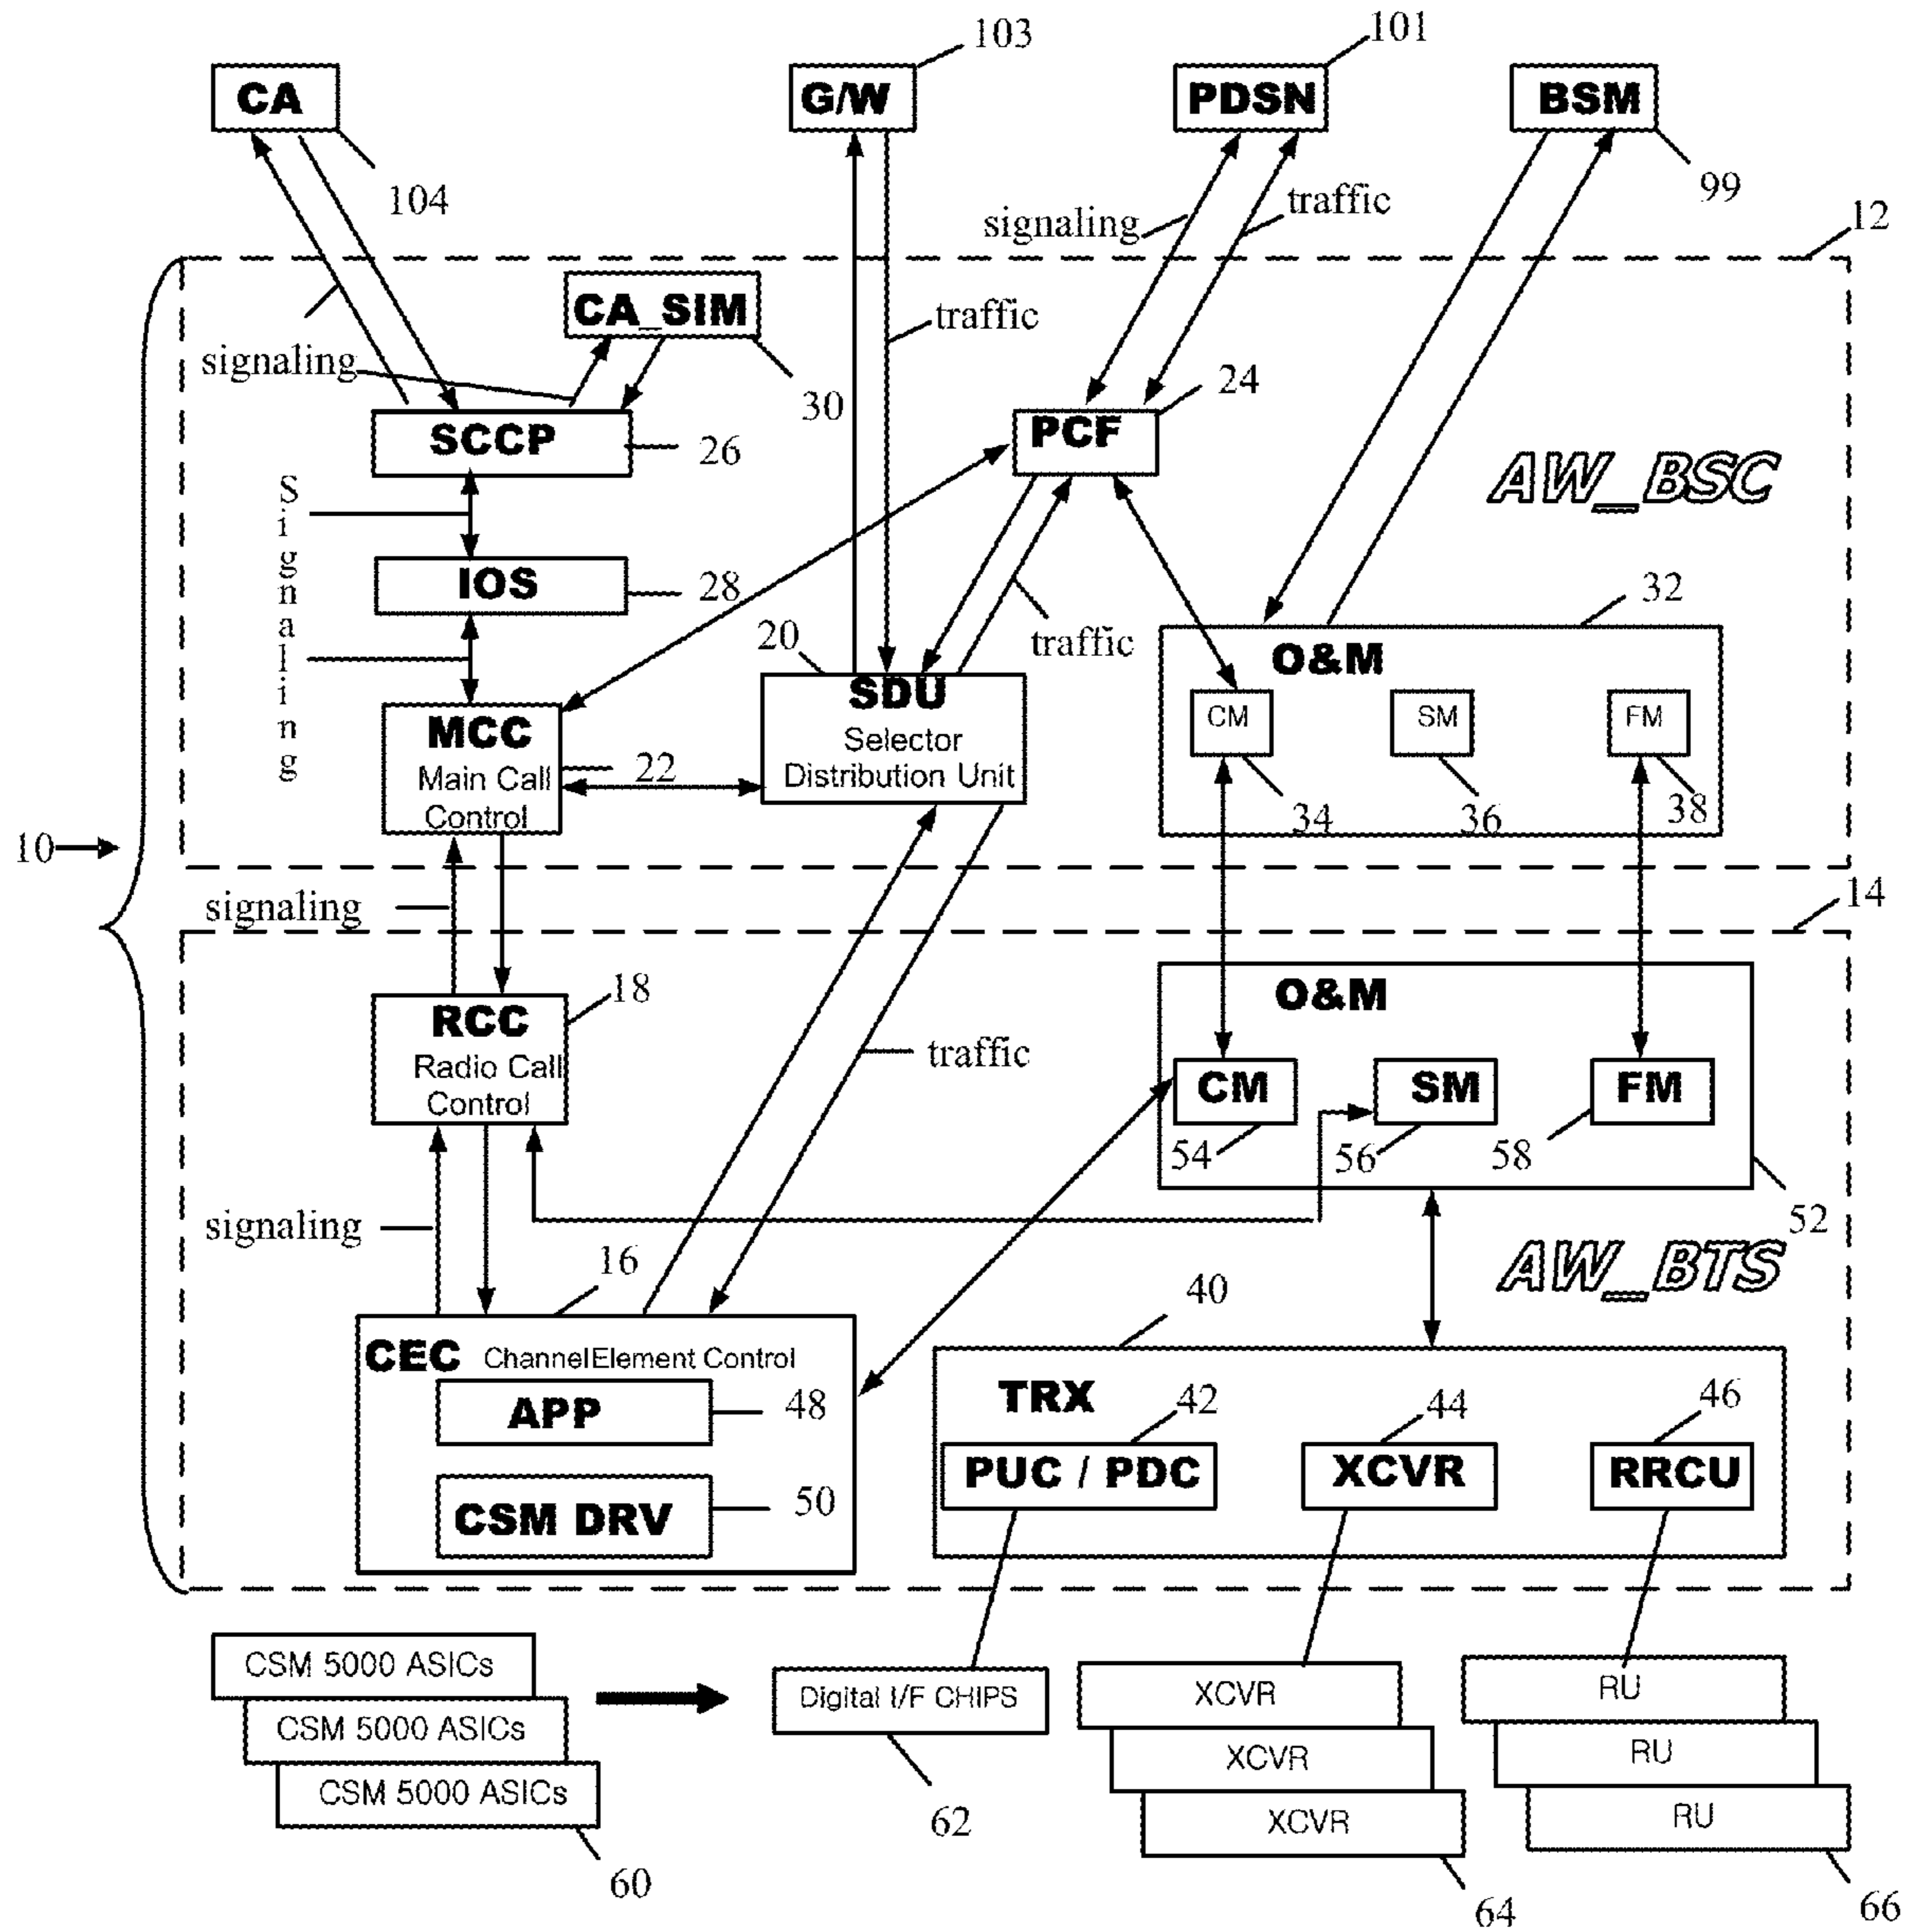 103
101
CA
G/W
PDSN
BSM
99
104
signaling
traffic
12
CA_SIM
traffic
signaling
30
24
SCCP
26
PCF
AW_BSC
Signaling
IOS
28
32
20
traffic
O&M
SDU
Selector
Distribution Unit
CM
SM
FM
MCC
Main Call
Control
22
34
36
38
10
signaling
14
18
RCC
Radio Call
Control
O&M
traffic
CM
SM
FM
54
56
58
signaling
52
16
AW_BTS
40
CEC
Channel Element Control
TRX
42
44
46
APP
48
PUC / PDC
XCVR
RRCU
CSM DRV
50
CSM 5000 ASICs
CSM 5000 ASICs
CSM 5000 ASICs
Digital I/F CHIPS
XCVR
XCVR
XCVR
RU
RU
RU
62
60
64
66